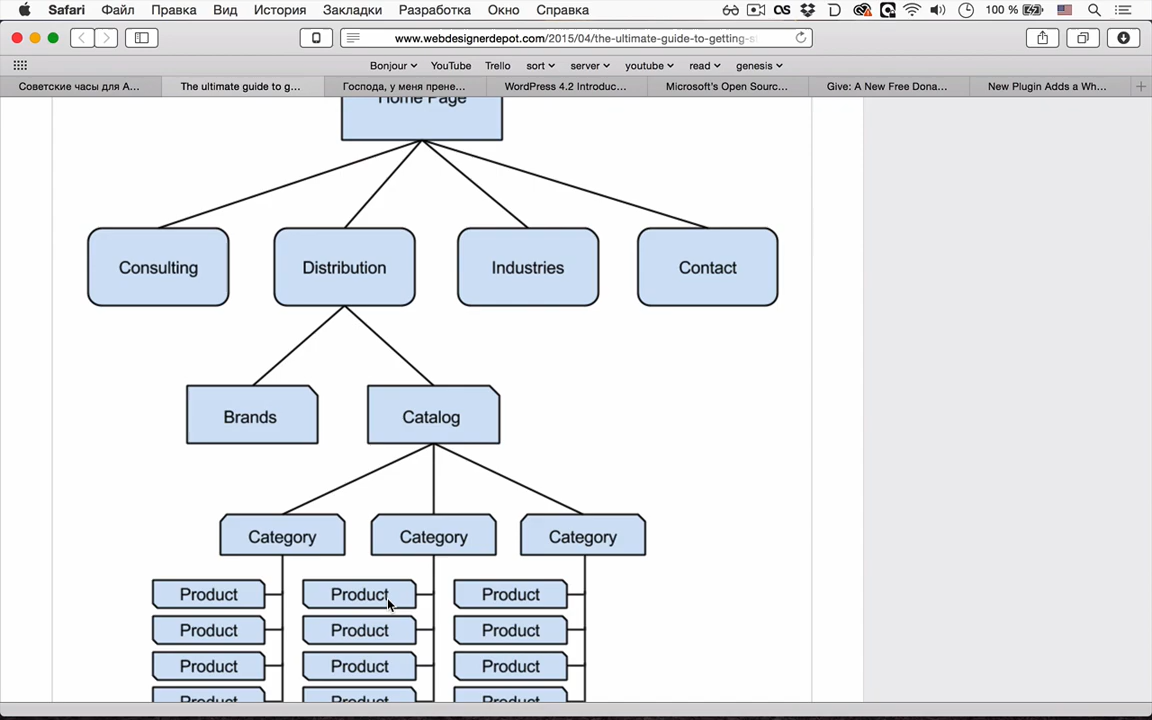 Safari Файл Правка Вид История Закладки Разработка Окно Справка 100 %
www.webdesignerdepot.com/2015/04/the-ultimate-guide-to-getting-s
Bonjour YouTube Trello sort server youtube read genesis
Советские часы для А... The ultimate guide to g... Господа, у меня прене... WordPress 4.2 Introduc... Microsoft's Open Sourc... Give: A New Free Dona... New Plugin Adds a Wh...
Home Page
Consulting Distribution Industries Contact
Brands Catalog
Category Category Category
Product Product Product
Product Product Product
Product Product Product
Product Product Product